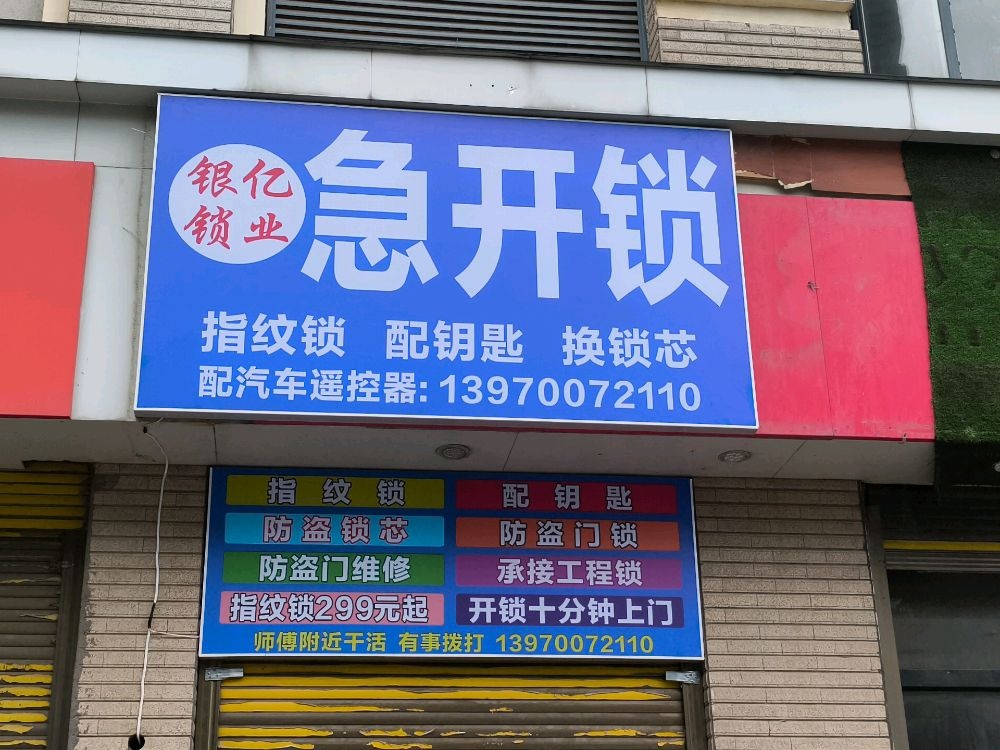 银亿
锁业
急开锁
指纹锁 配钥匙 换锁芯
配汽车遥控器:13970072110
指纹锁 配钥匙
防盗锁芯 防盗门锁
防盗门维修 承接工程锁
指纹锁299元起 开锁十分钟上门
师傅附近干活 有事拨打 13970072110